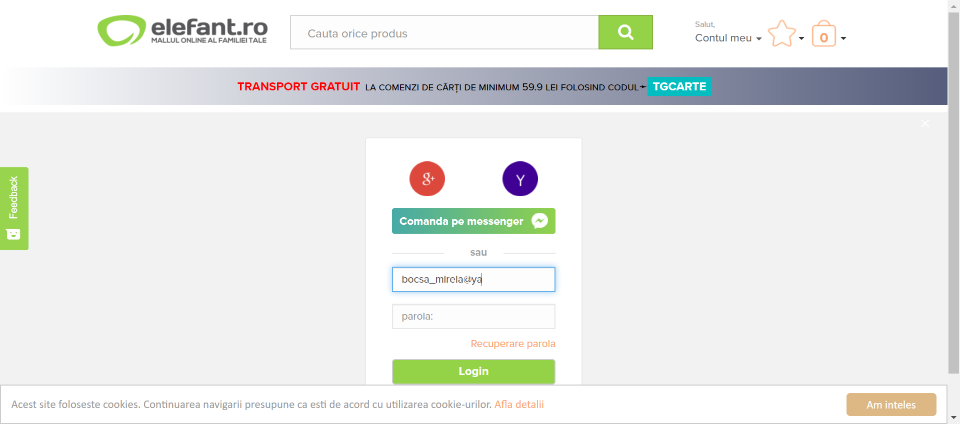 elefant.ro
MALLUL ONLINE AL FAMILIEI TALE
Cauta orice produs
Salut,
Contul meu
0
TRANSPORT GRATUIT LA COMENZI DE CĂRȚI DE MINIMUM 59.9 LEI FOLOSIND CODUL TGCARTE
×
Feedback
g+ Y
Comanda pe messenger
sau
bocsa_mirela@ya
parola:
Recuperare parola
Login
Acest site foloseste cookies. Continuarea navigarii presupune ca esti de acord cu utilizarea cookie-urilor. Afla detalii
Am inteles